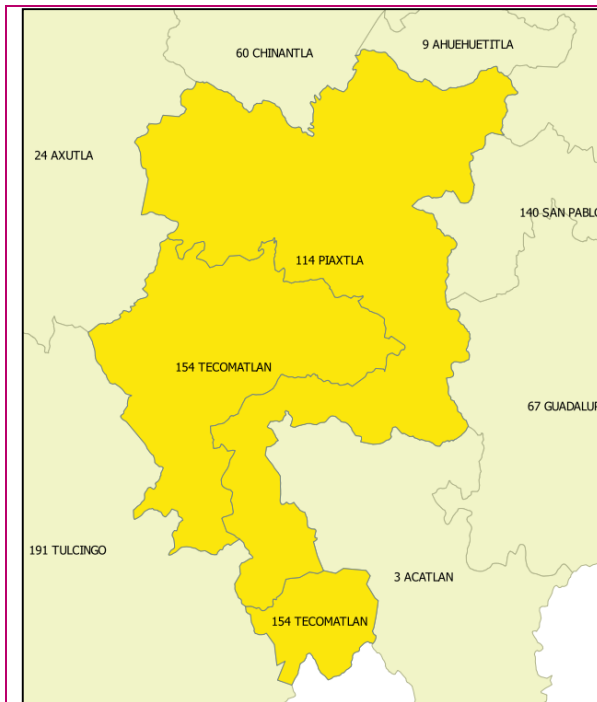 60 CHINANTLA
9 AHUEHUETITLA
24 AXUTLA
140 SAN PABLO
114 PIAXTLA
154 TECOMATLAN
67 GUADALUP
191 TULCINGO
3 ACATLAN
154 TECOMATLAN